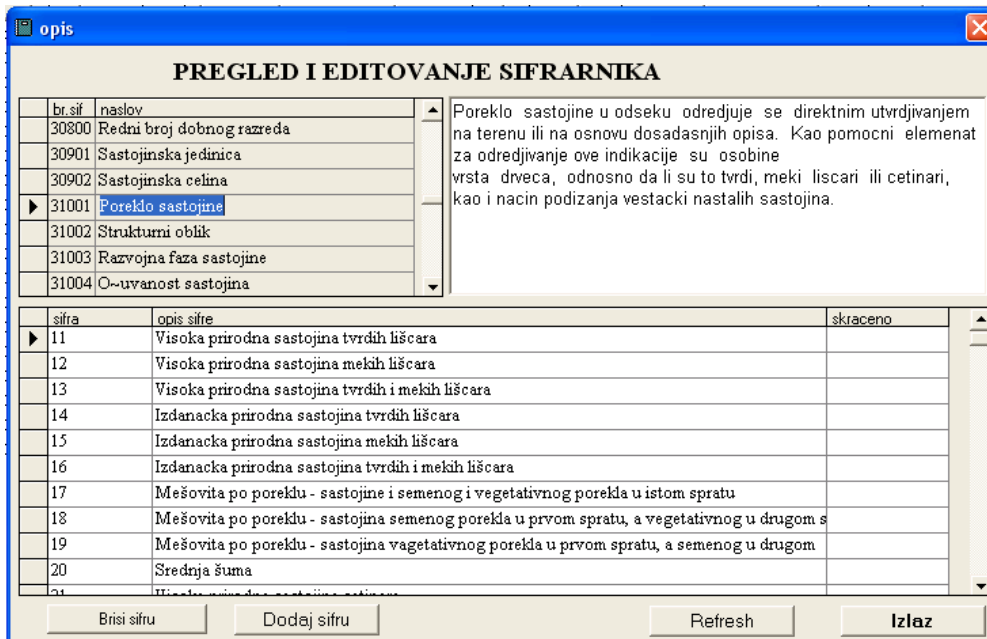 opis
PREGLED I EDITOVANJE SIFRARNIKA
br.sif naslov
30800 Redni broj dobnog razreda
30901 Sastojinska jedinica
30902 Sastojinska celina
31001 Poreklo sastojine
31002 Strukturni oblik
31003 Razvojna faza sastojine
31004 O~uvanost sastojina
Poreklo sastojine u odseku odredjuje se direktnim utvrdjivanjem
na terenu ili na osnovu dosadasnjih opisa. Kao pomocni elemenat
za odredjivanje ove indikacije su osobine
vrsta drveca, odnosno da li su to tvrdi, meki liscari ili cetinari,
kao i nacin podizanja vestacki nastalih sastojina.
sifra opis sifre skraceno
11 Visoka prirodna sastojina tvrdih lišcara
12 Visoka prirodna sastojina mekih lišcara
13 Visoka prirodna sastojina tvrdih i mekih lišcara
14 Izdanacka prirodna sastojina tvrdih lišcara
15 Izdanacka prirodna sastojina mekih lišcara
16 Izdanacka prirodna sastojina tvrdih i mekih lišcara
17 Mešovita po poreklu - sastojine i semenog i vegetativnog porekla u istom spratu
18 Mešovita po poreklu - sastojina semenog porekla u prvom spratu, a vegetativnog u drugom s
19 Mešovita po poreklu - sastojina vagetativnog porekla u prvom spratu, a semenog u drugom
20 Srednja šuma
Brisi sifru Dodaj sifru Refresh Izlaz